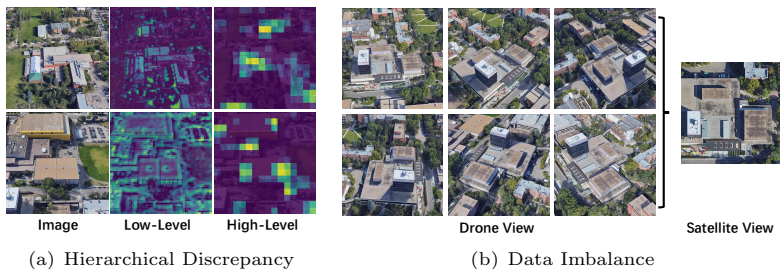 Image Low-Level High-Level
Drone View
Satellite View
(a) Hierarchical Discrepancy
(b) Data Imbalance